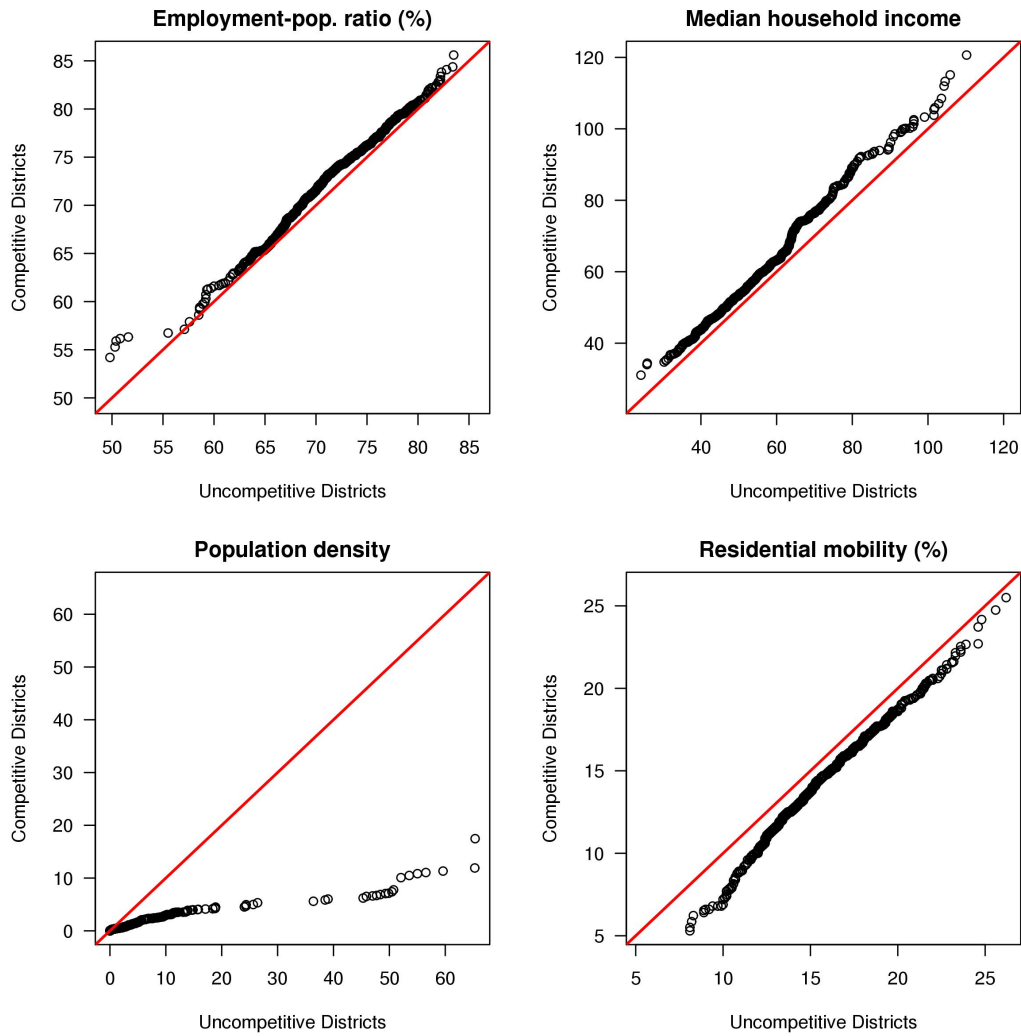 Employment-pop. ratio (%)
Competitive Districts
85
80
75
70
65
60
55
50
50 55 60 65 70 75 80 85
Uncompetitive Districts
Median household income
Competitive Districts
120
100
80
60
40
40 60 80 100 120
Uncompetitive Districts
Population density
Competitive Districts
60
50
40
30
20
10
0
0 10 20 30 40 50 60
Uncompetitive Districts
Residential mobility (%)
Competitive Districts
25
20
15
10
5
5 10 15 20 25
Uncompetitive Districts